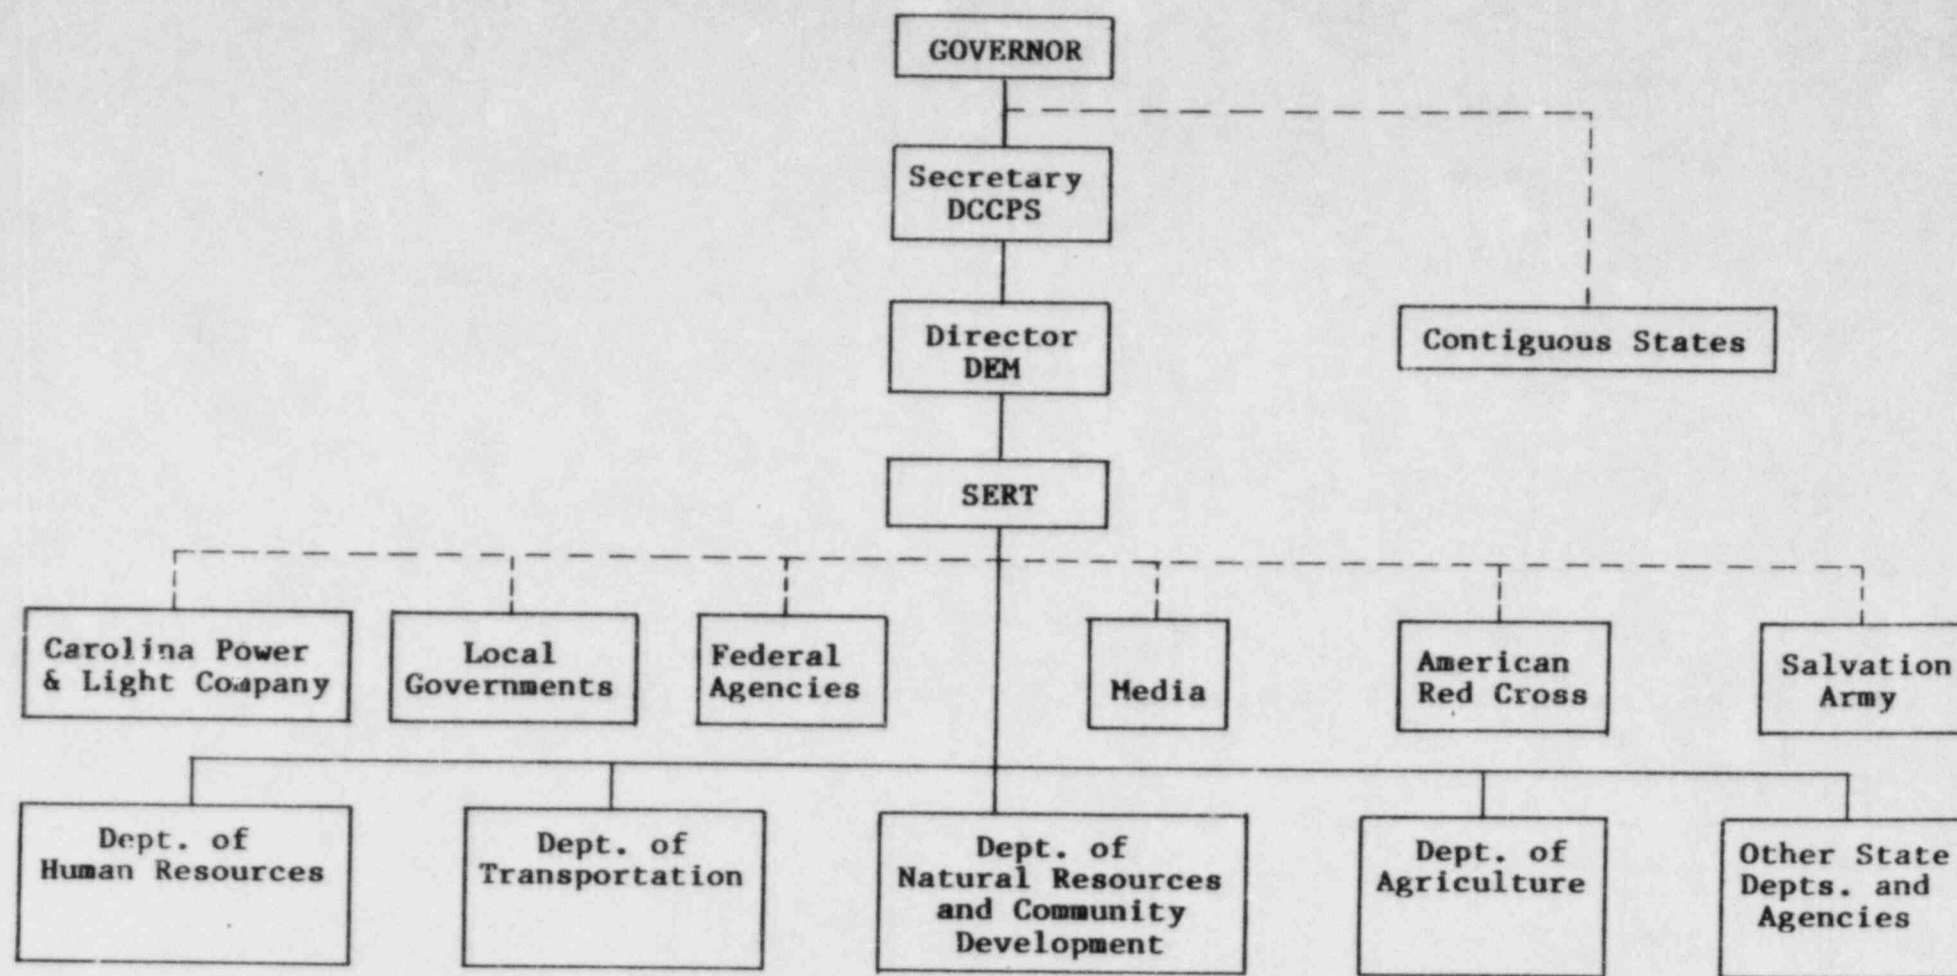 GOVERNOR
Secretary
DCCPS
Director
DEM
Contiguous States
SERT
Carolina Power
& Light Company
Local
Governments
Federal
Agencies
Media
American
Red Cross
Salvation
Army
Dept. of
Human Resources
Dept. of
Transportation
Dept. of
Natural Resources
and Community
Development
Dept. of
Agriculture
Other State
Depts. and
Agencies